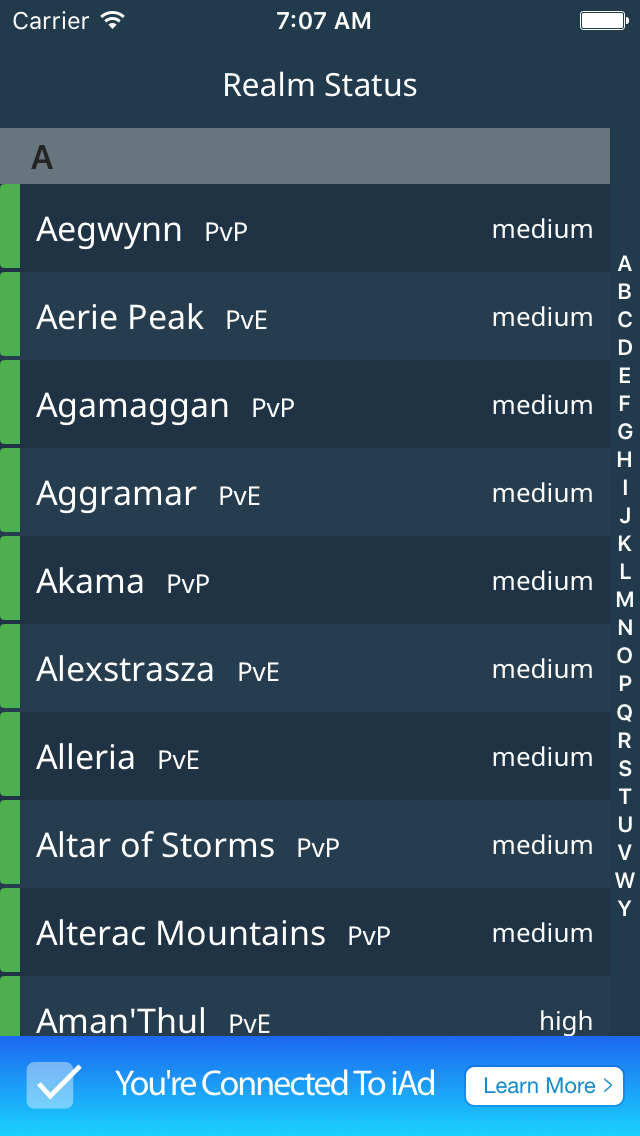 Carrier 7:07 AM
Realm Status
A
Aegwynn PvP medium
Aerie Peak PvE medium
Agamaggan PvP medium
Aggramar PvE medium
Akama PvP medium
Alexstrasza PvE medium
Alleria PvE medium
Altar of Storms PvP medium
Alterac Mountains PvP medium
Aman'Thul PvE high
A
B
C
D
E
F
G
H
I
J
K
L
M
N
O
P
Q
R
S
T
U
V
W
Y
You're Connected To iAd Learn More >